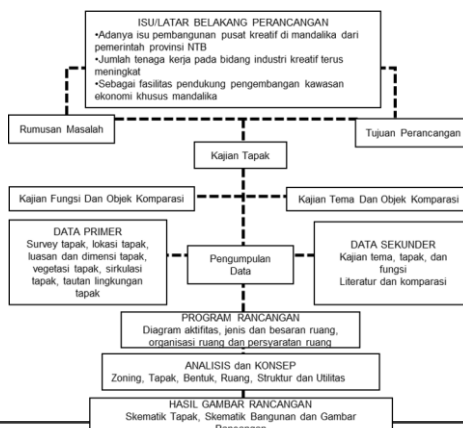 ISU/LATAR BELAKANG PERANCANGAN
•Adanya isu pembangunan pusat kreatif di mandalika dari
pemerintah provinsi NTB
•Jumlah tenaga kerja pada bidang industri kreatif terus
meningkat
•Sebagai fasilitas pendukung pengembangan kawasan
ekonomi khusus mandalika
Rumusan Masalah
Tujuan Perancangan
Kajian Tapak
Kajian Fungsi Dan Objek Komparasi
Kajian Tema Dan Objek Komparasi
DATA PRIMER
Survey tapak, lokasi tapak,
luasan dan dimensi tapak,
vegetasi tapak, sirkulasi
tapak, tautan lingkungan
tapak
Pengumpulan
Data
DATA SEKUNDER
Kajian tema, tapak, dan
fungsi
Literatur dan komparasi
PROGRAM RANCANGAN
Diagram aktifitas, jenis dan besaran ruang,
organisasi ruang dan persyaratan ruang
ANALISIS dan KONSEP
Zoning, Tapak, Bentuk, Ruang, Struktur dan Utilitas
HASIL GAMBAR RANCANGAN
Skematik Tapak, Skematik Bangunan dan Gambar